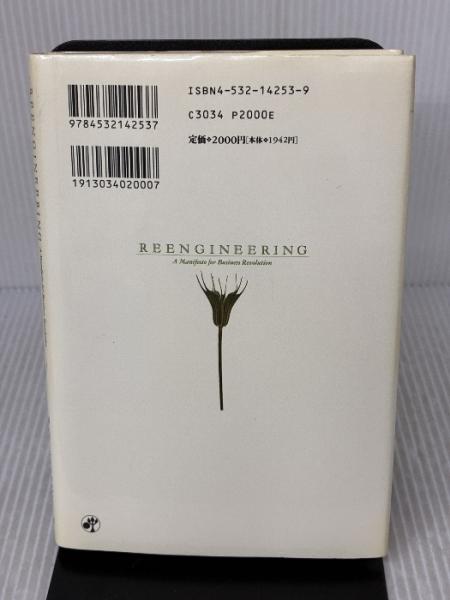 ISBN4-532-14253-9
C3034 P2000E
定価❖2000円[本体❖1942円]
9784532142537
1913034020007
REENGINEERING
A Manifesto for Business Revolution
REENGINEERING